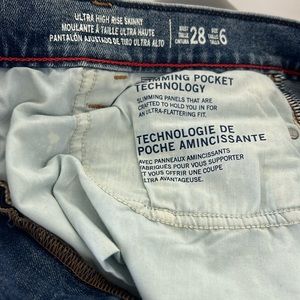 ULTRA HIGH RISE SKINNY
MOULANTE À TAILLE ULTRA HAUTE
PANTALÓN AJUSTADO DE TIRO ULTRA ALTO
28
6
SLIMMING POCKET
TECHNOLOGY
SLIMMING PANELS THAT ARE
CRAFTED TO HOLD YOU IN FOR
AN ULTRA-FLATTERING FIT.
TECHNOLOGIE DE
POCHE AMINCISSANTE
AVEC PANNEAUX AMINCISSANTS
FABRIQUÉS POUR VOUS SUPPORTER
ET VOUS OFFRIR UNE COUPE
ULTRA AVANTAGEUSE.